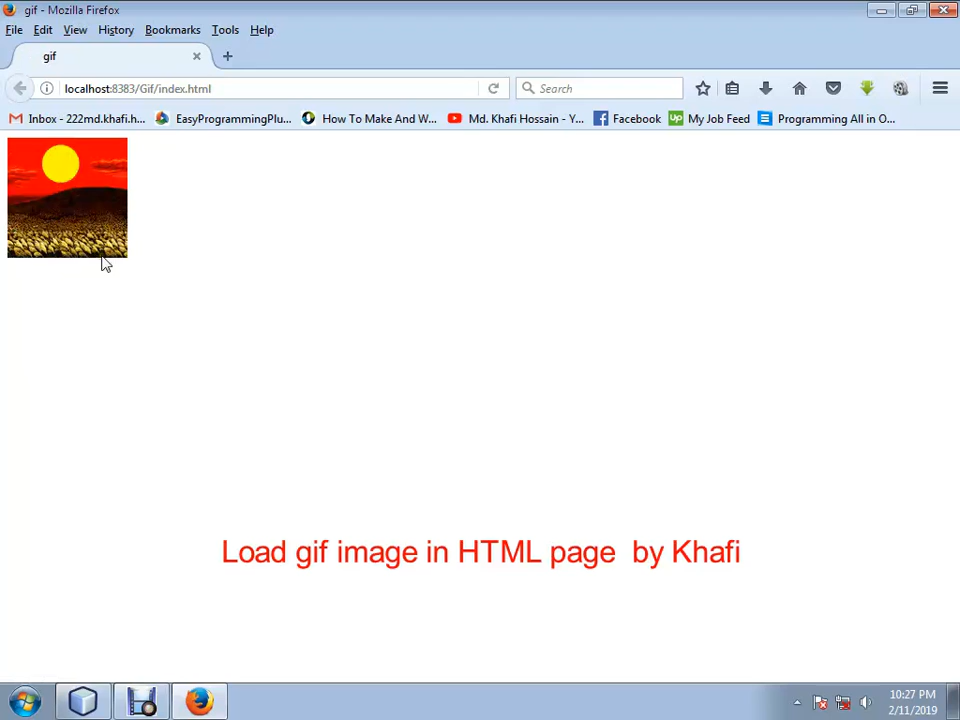 gif - Mozilla Firefox
File Edit View History Bookmarks Tools Help
gif
localhost:8383/Gif/index.html
Search
Inbox - 222md.khafi.h... EasyProgrammingPlu... How To Make And W... Md. Khafi Hossain - Y... Facebook My Job Feed Programming All in O...
Load gif image in HTML page by Khafi
10:27 PM
2/11/2019